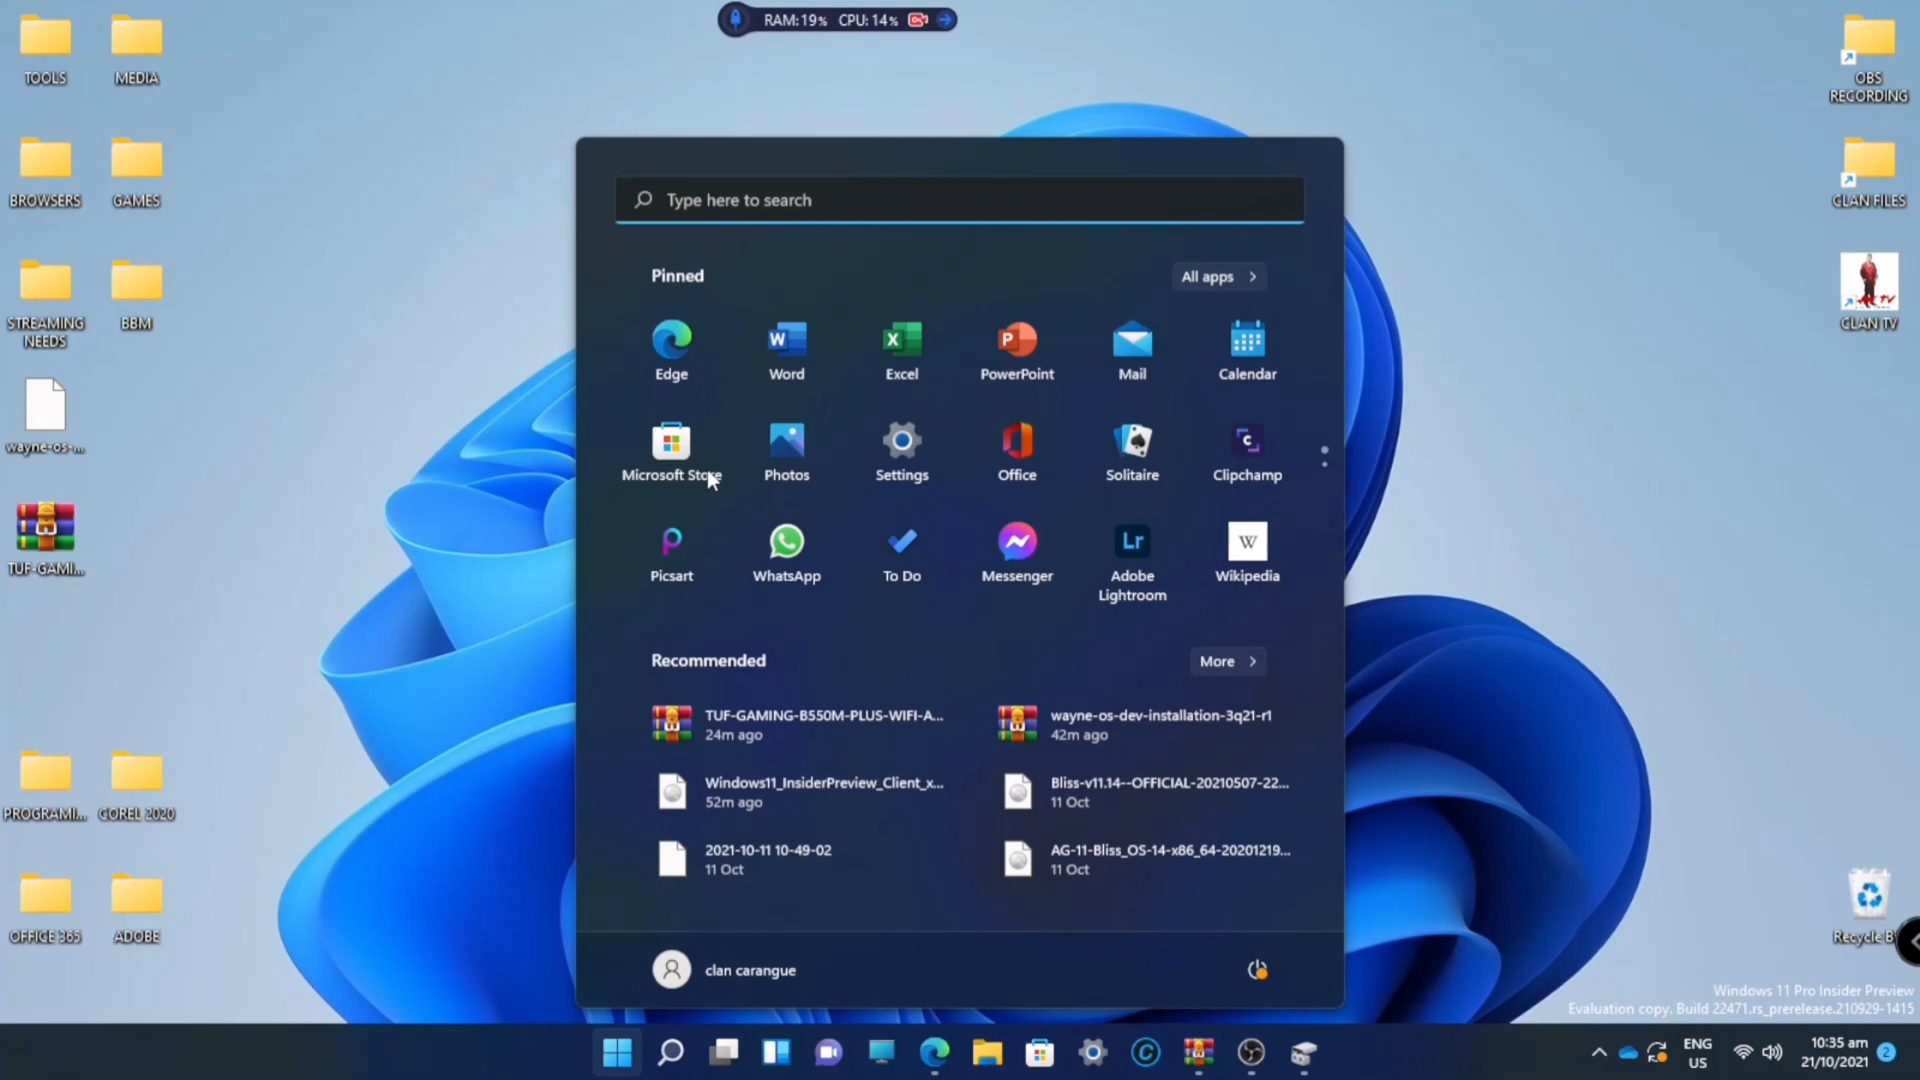 RAM:19% CPU:14%
TOOLS
MEDIA
OBS RECORDING
BROWSERS
GAMES
CLAN FILES
STREAMING NEEDS
BBM
CLAN TV
wayne-os-...
TUF-GAMI...
PROGRAMI...
COREL 2020
OFFICE 365
ADOBE
Type here to search
Pinned
All apps
Edge
Word
Excel
PowerPoint
Mail
Calendar
Microsoft Store
Photos
Settings
Office
Solitaire
Clipchamp
Picsart
WhatsApp
To Do
Messenger
Adobe
Lightroom
Wikipedia
Recommended
More
TUF-GAMING-B550M-PLUS-WIFI-A...
24m ago
wayne-os-dev-installation-3q21-r1
42m ago
Windows11_InsiderPreview_Client_x...
52m ago
Bliss-v11.14--OFFICIAL-20210507-22...
11 Oct
2021-10-11 10-49-02
11 Oct
AG-11-Bliss_OS-14-x86_64-20201219...
11 Oct
clan carangue
Recycle B
Windows 11 Pro Insider Preview
Evaluation copy. Build 22471.rs_prerelease.210929-1415
ENG
US
10:35 am
21/10/2021
2